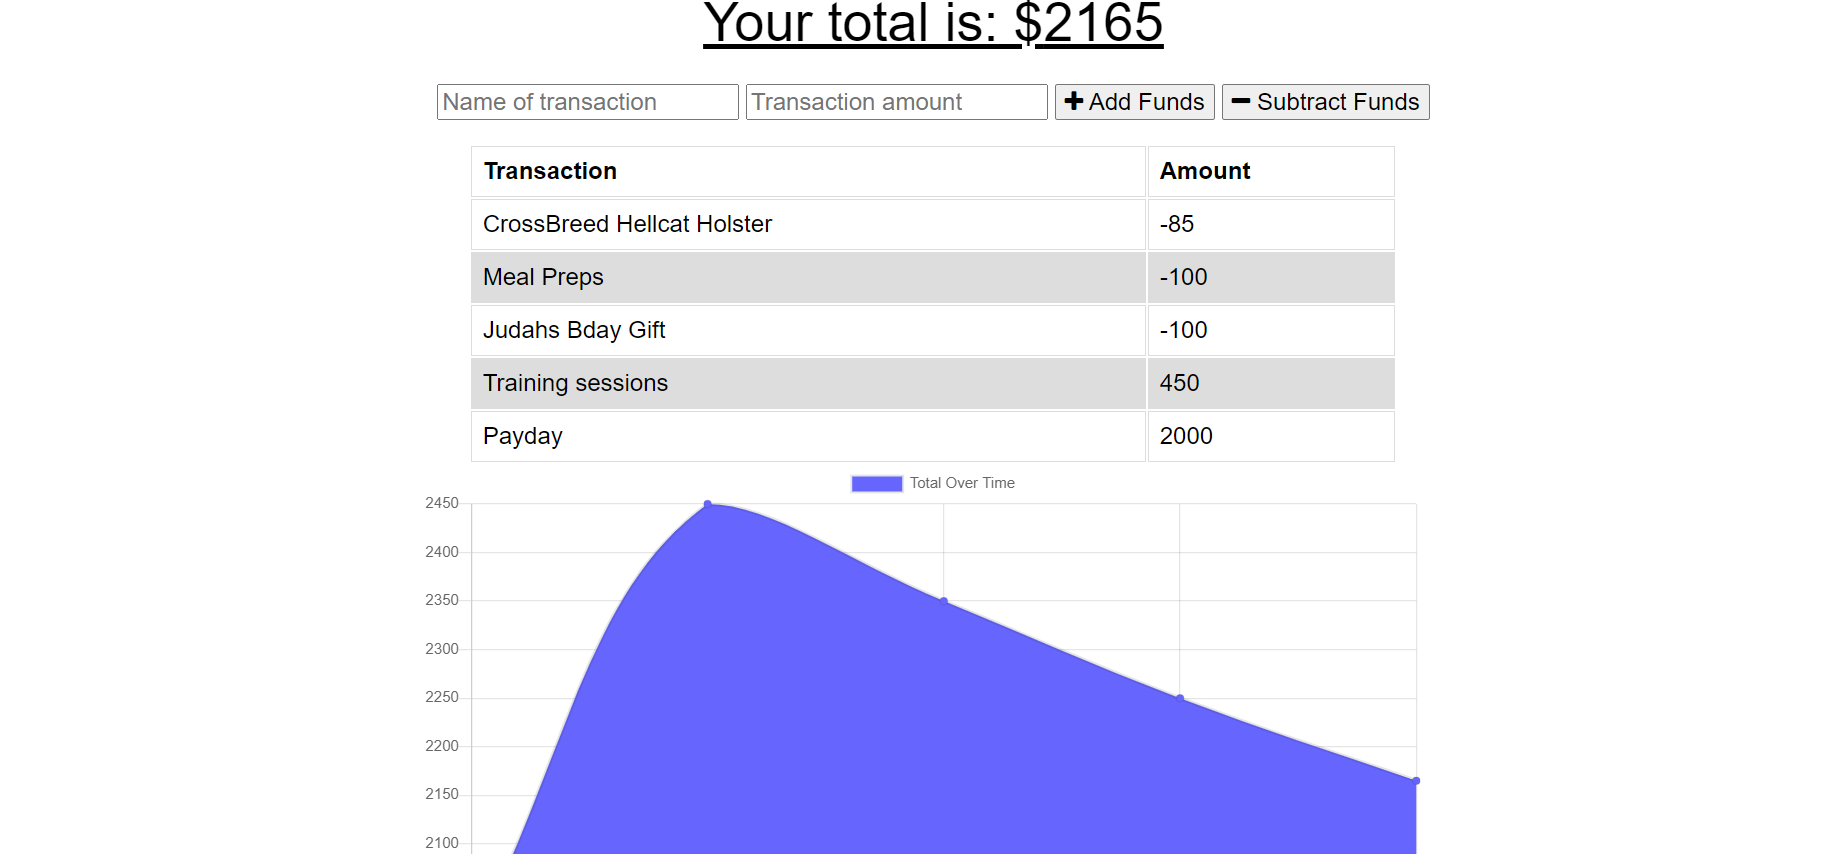 Your total is: $2165
Name of transaction Transaction amount Add Funds Subtract Funds
Transaction Amount
CrossBreed Hellcat Holster -85
Meal Preps -100
Judahs Bday Gift -100
Training sessions 450
Payday 2000
Total Over Time
2450
2400
2350
2300
2250
2200
2150
2100